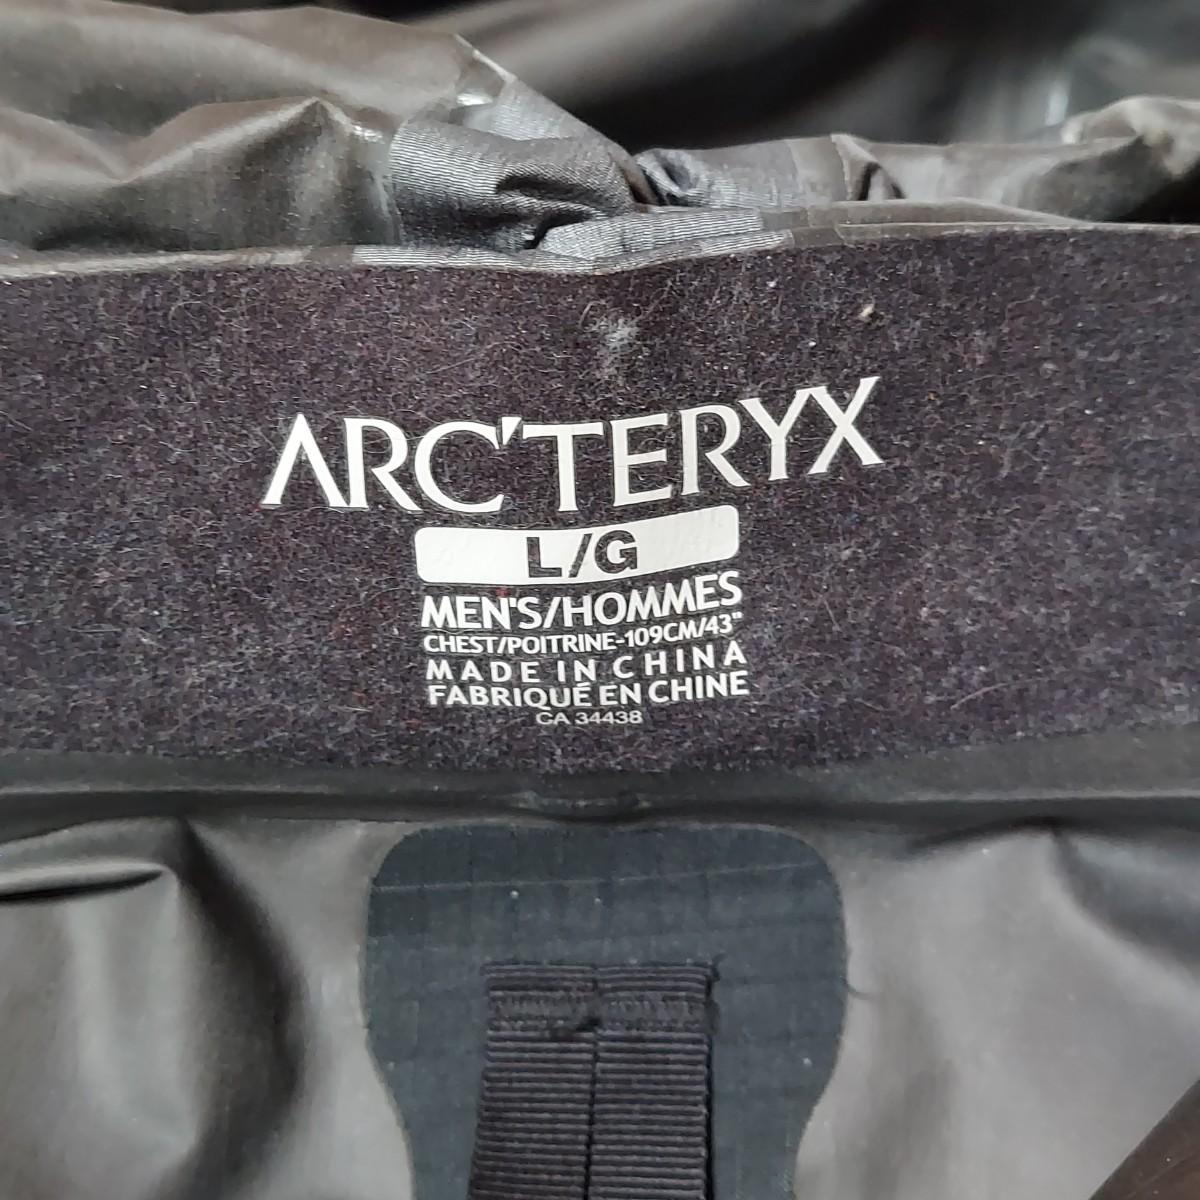 ARC'TERYX
L/G
MEN'S/HOMMES
CHEST/POITRINE-109CM/43"
MADE IN CHINA
FABRIQUÉ EN CHINE
CA 34438